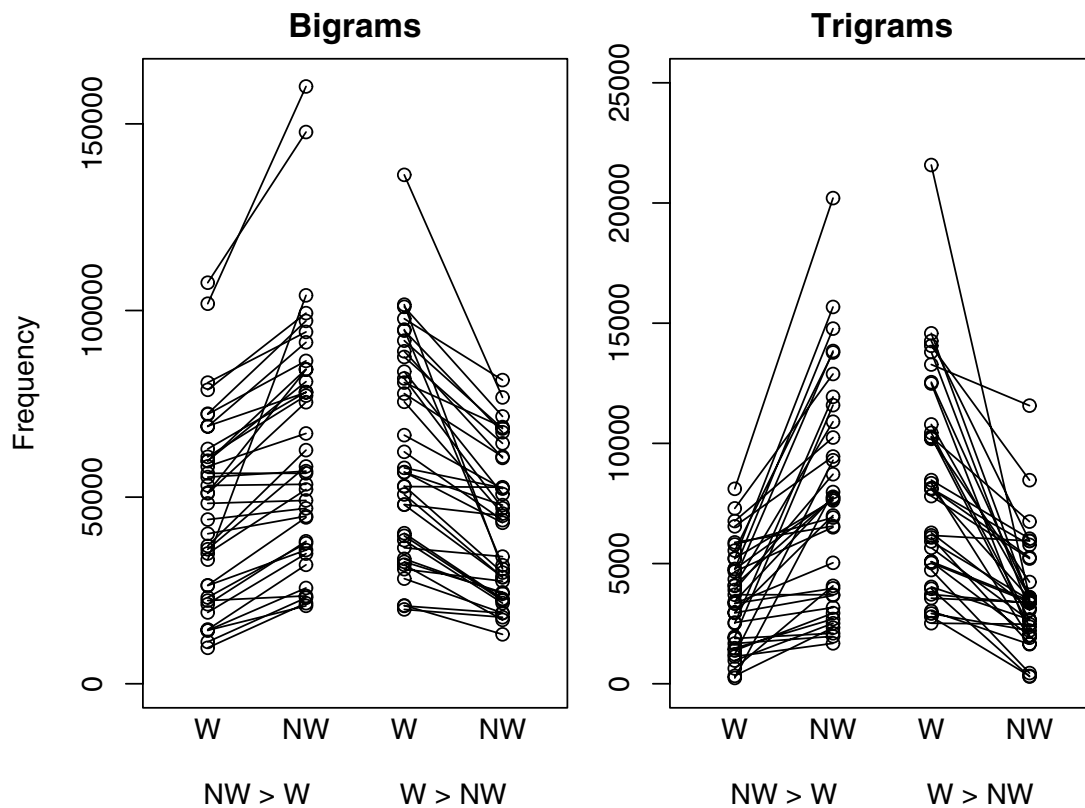 Bigrams
Trigrams
Frequency
150000
100000
50000
0
W NW W NW
NW > W W > NW
25000
20000
15000
10000
5000
0
W NW W NW
NW > W W > NW